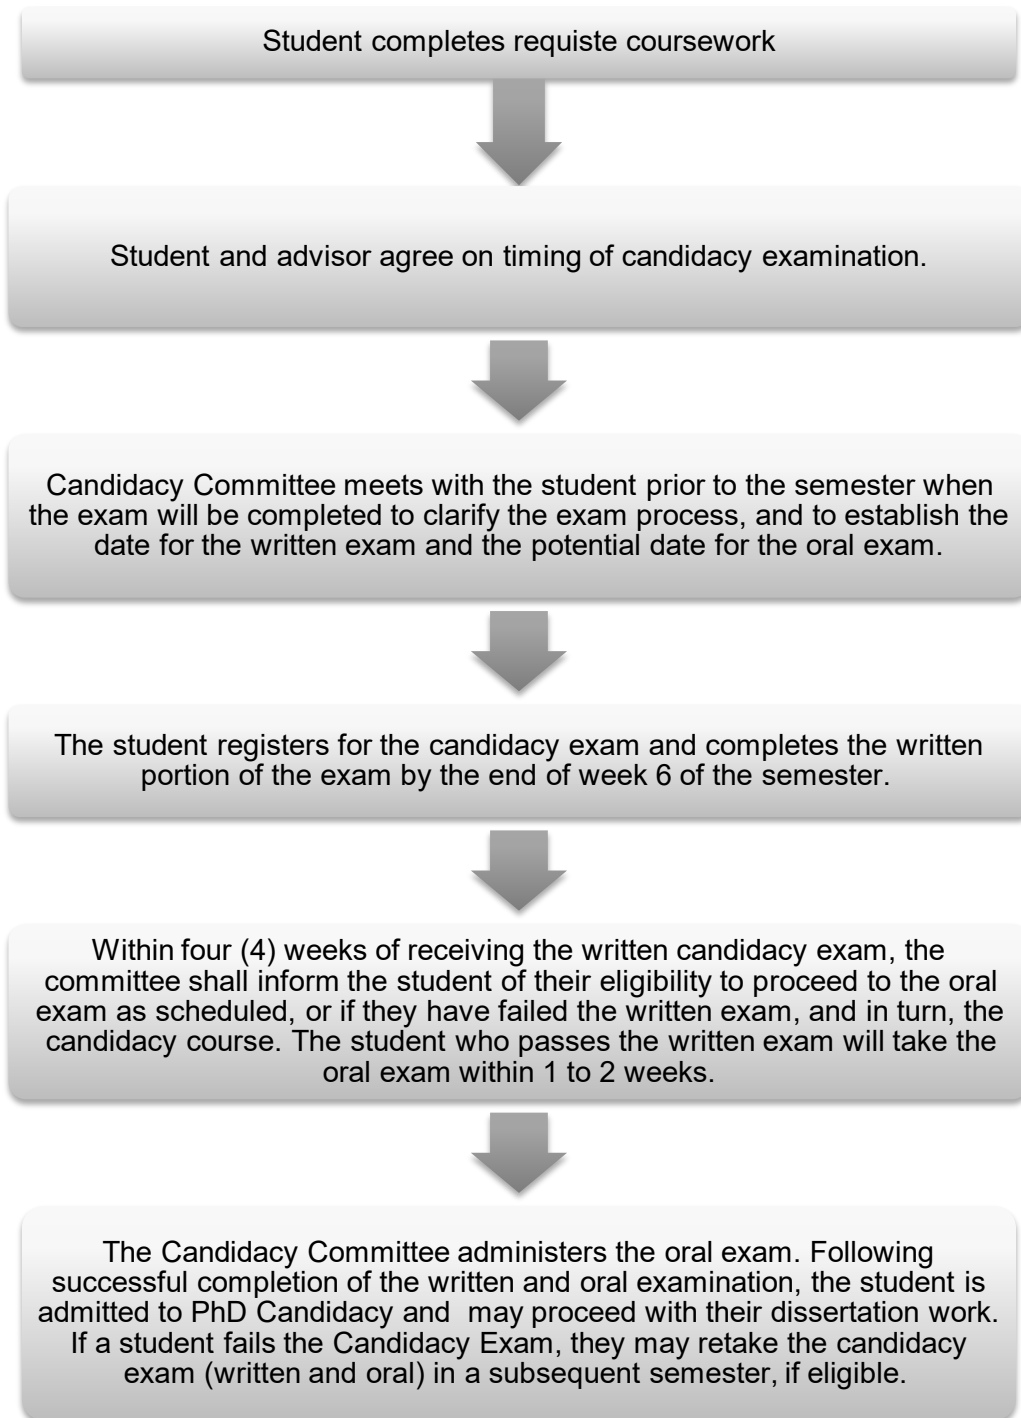 Student completes requiste coursework
Student and advisor agree on timing of candidacy examination.
Candidacy Committee meets with the student prior to the semester when
the exam will be completed to clarify the exam process, and to establish the
date for the written exam and the potential date for the oral exam.
The student registers for the candidacy exam and completes the written
portion of the exam by the end of week 6 of the semester.
Within four (4) weeks of receiving the written candidacy exam, the
committee shall inform the student of their eligibility to proceed to the oral
exam as scheduled, or if they have failed the written exam, and in turn, the
candidacy course. The student who passes the written exam will take the
oral exam within 1 to 2 weeks.
The Candidacy Committee administers the oral exam. Following
successful completion of the written and oral examination, the student is
admitted to PhD Candidacy and  may proceed with their dissertation work.
If a student fails the Candidacy Exam, they may retake the candidacy
exam (written and oral) in a subsequent semester, if eligible.